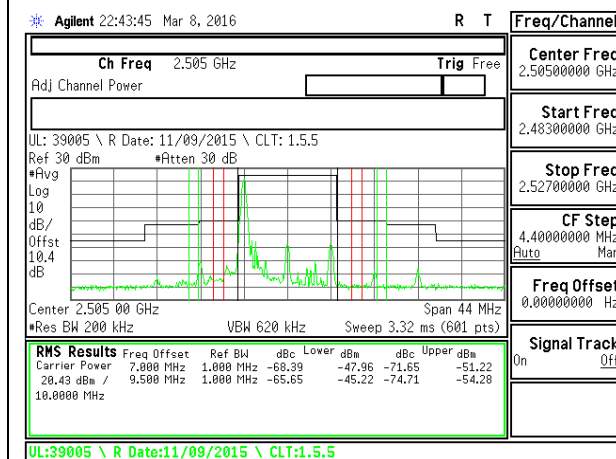 Agilent 22:43:45 Mar 8, 2016 R T
Freq/Channel
Ch Freq 2.505 GHz Trig Free
Adj Channel Power
Center Freq
2.50500000 GHz
Start Freq
2.48300000 GHz
UL: 39005 \ R Date: 11/09/2015 \ CLT: 1.5.5
Ref 30 dBm #Atten 30 dB
#Avg
Log
10
dB/
Offst
10.4
dB
Stop Freq
2.52700000 GHz
CF Step
4.40000000 MHz
Auto Man
Center 2.505 00 GHz Span 44 MHz
#Res BW 200 kHz VBW 620 kHz Sweep 3.32 ms (601 pts)
Freq Offset
0.00000000 Hz
RMS Results Freq Offset Ref BW dBc Lower dBm dBc Upper dBm
Carrier Power 7.000 MHz 1.000 MHz -68.39 -47.96 -71.65 -51.22
20.43 dBm / 9.500 MHz 1.000 MHz -65.65 -45.22 -74.71 -54.28
10.0000 MHz
Signal Track
On Off
UL:39005 \ R Date:11/09/2015 \ CLT:1.5.5